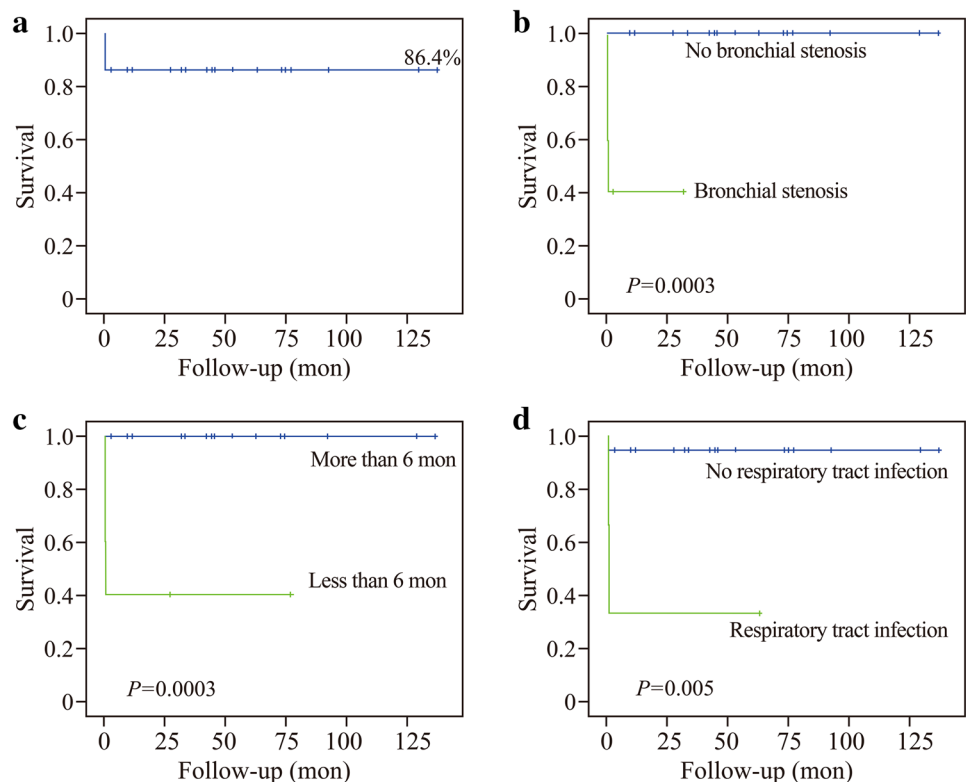 a
1.0
0.8
0.6
0.4
0.2
0
Survival
86.4%
0 25 50 75 100 125
Follow-up (mon)
b
1.0
0.8
0.6
0.4
0.2
0
Survival
No bronchial stenosis
Bronchial stenosis
P=0.0003
0 25 50 75 100 125
Follow-up (mon)
c
1.0
0.8
0.6
0.4
0.2
0
Survival
More than 6 mon
Less than 6 mon
P=0.0003
0 25 50 75 100 125
Follow-up (mon)
d
1.0
0.8
0.6
0.4
0.2
0
Survival
No respiratory tract infection
Respiratory tract infection
P=0.005
0 25 50 75 100 125
Follow-up (mon)